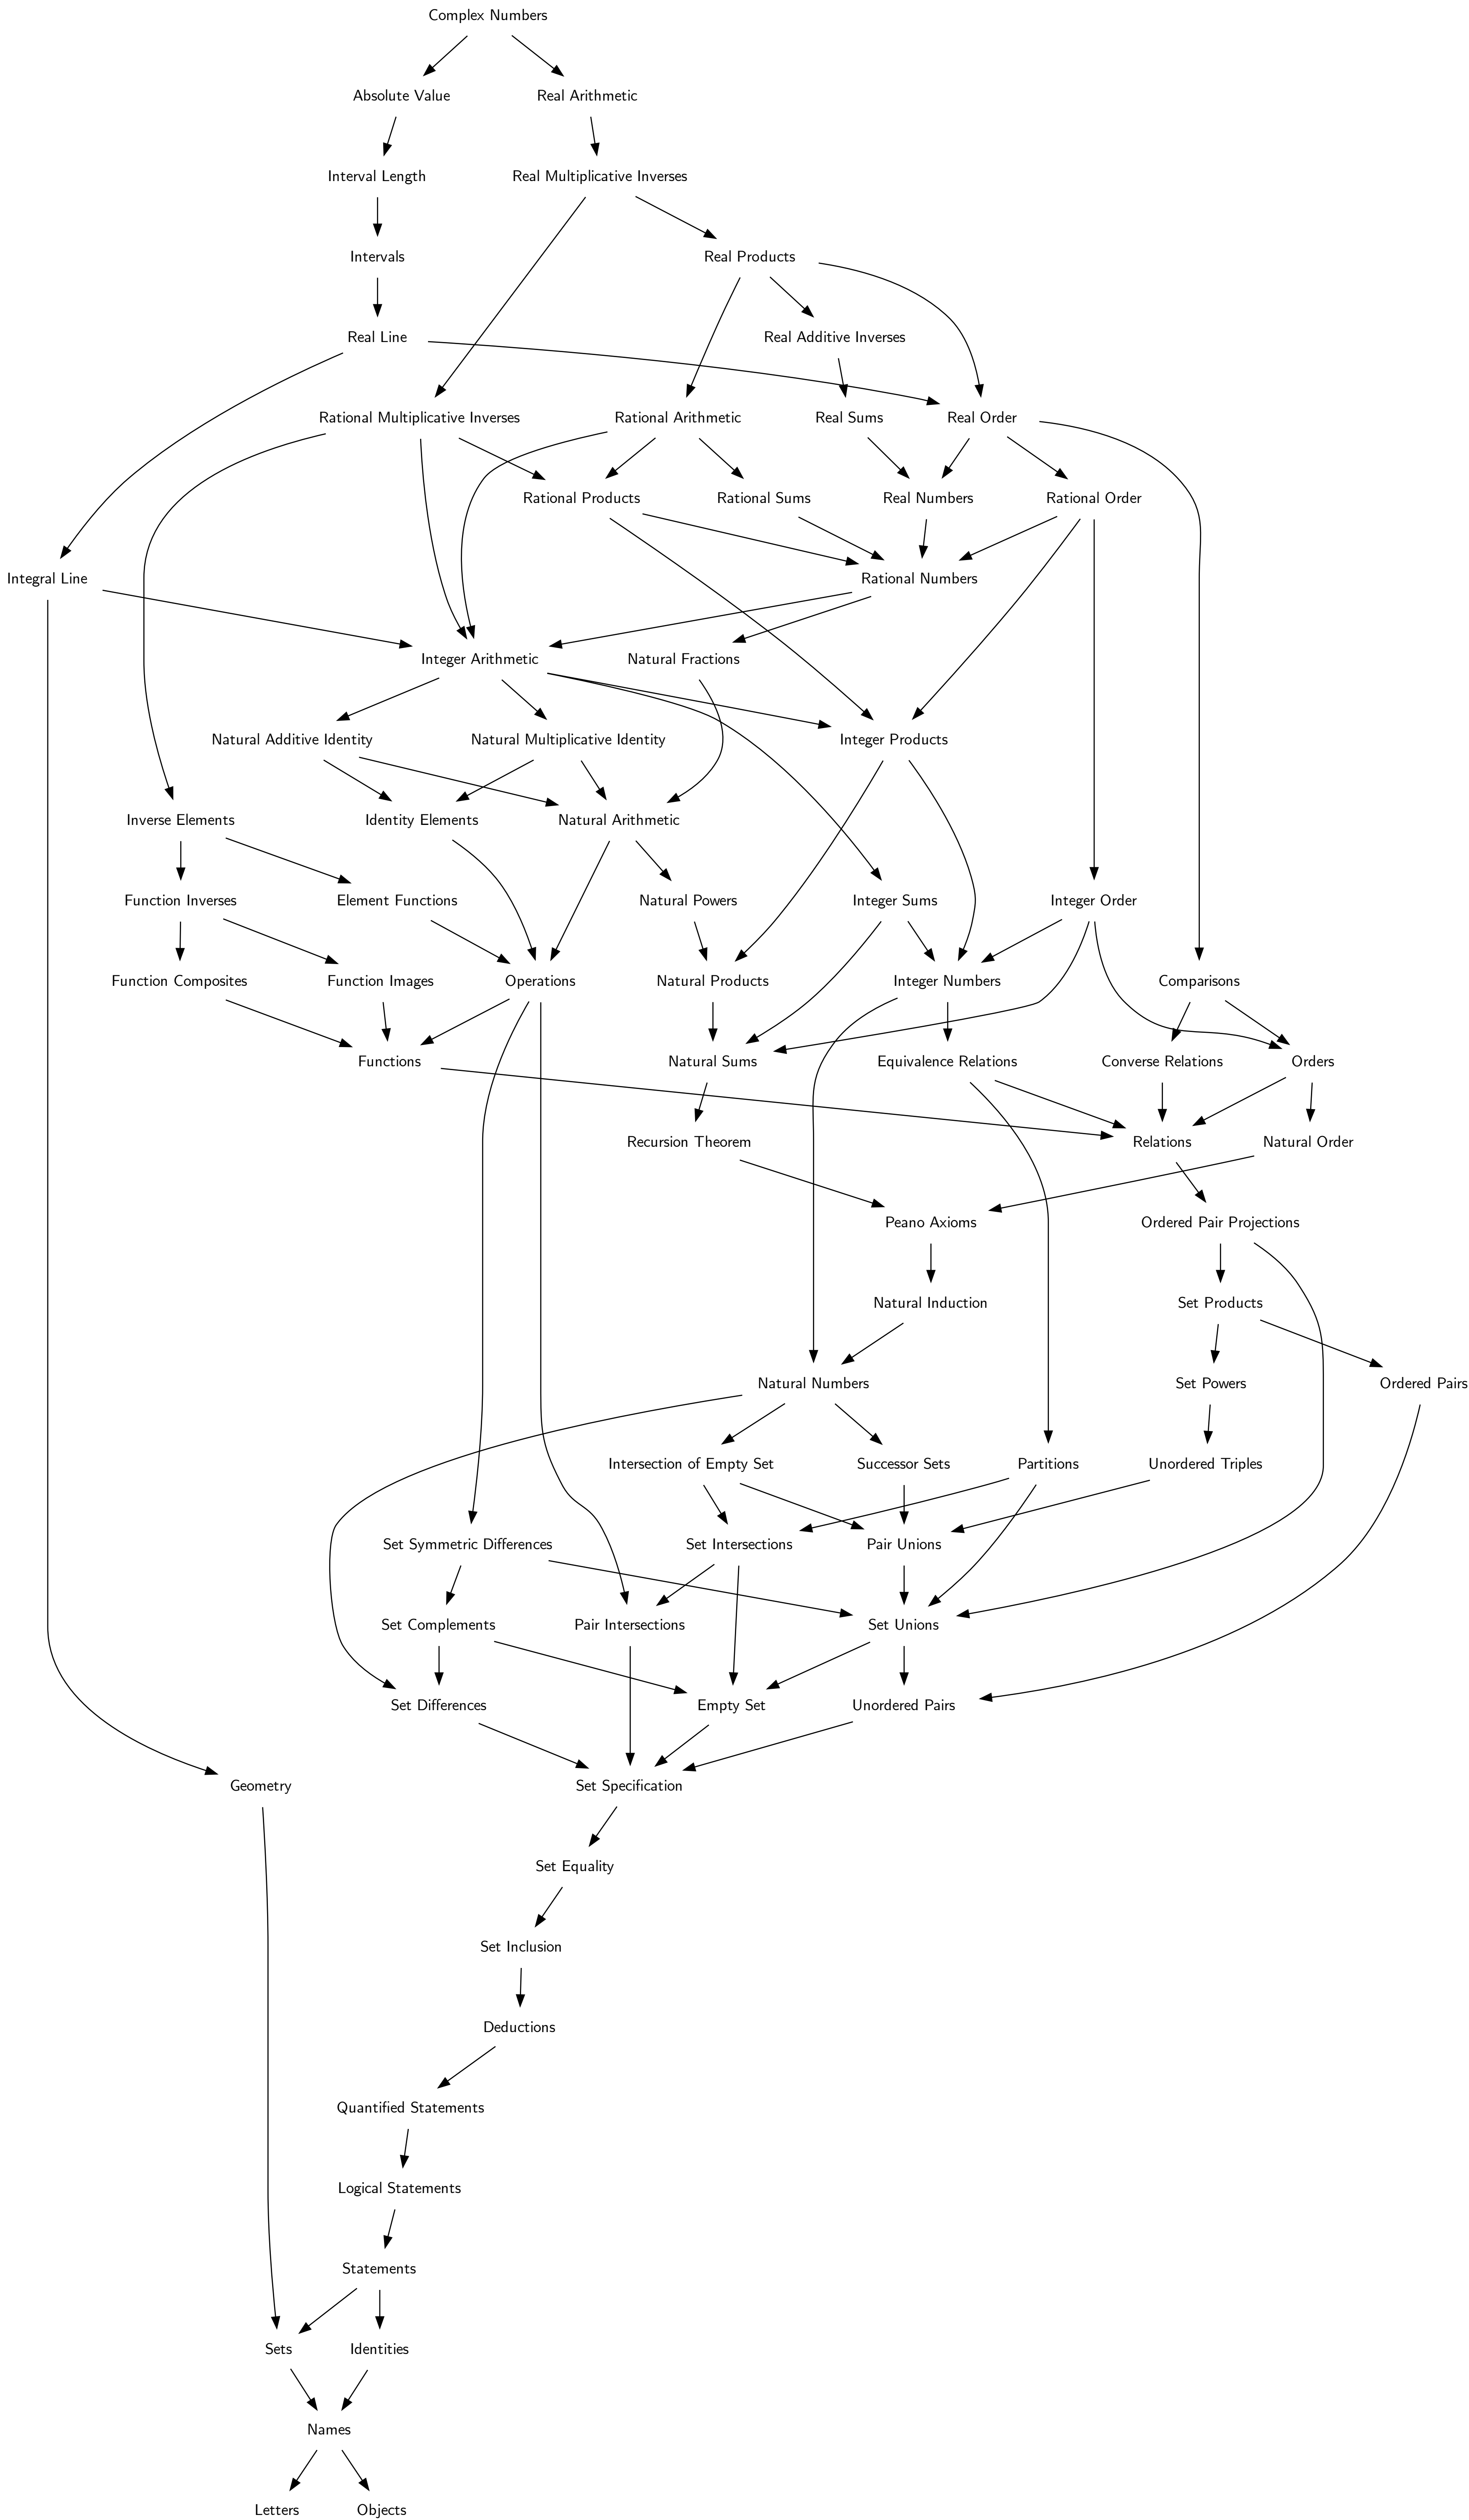 Complex Numbers
Absolute Value
Real Arithmetic
Interval Length
Real Multiplicative Inverses
Intervals
Real Products
Real Line
Real Additive Inverses
Rational Multiplicative Inverses
Rational Arithmetic
Real Sums
Real Order
Rational Products
Rational Sums
Real Numbers
Rational Order
Integral Line
Rational Numbers
Integer Arithmetic
Natural Fractions
Natural Additive Identity
Natural Multiplicative Identity
Integer Products
Inverse Elements
Identity Elements
Natural Arithmetic
Function Inverses
Element Functions
Natural Powers
Integer Sums
Integer Order
Function Composites
Function Images
Operations
Natural Products
Integer Numbers
Comparisons
Functions
Natural Sums
Equivalence Relations
Converse Relations
Orders
Recursion Theorem
Relations
Natural Order
Peano Axioms
Ordered Pair Projections
Natural Induction
Set Products
Natural Numbers
Set Powers
Ordered Pairs
Intersection of Empty Set
Successor Sets
Partitions
Unordered Triples
Set Symmetric Differences
Set Intersections
Pair Unions
Set Complements
Pair Intersections
Set Unions
Set Differences
Empty Set
Unordered Pairs
Geometry
Set Specification
Set Equality
Set Inclusion
Deductions
Quantified Statements
Logical Statements
Statements
Sets
Identities
Names
Letters
Objects